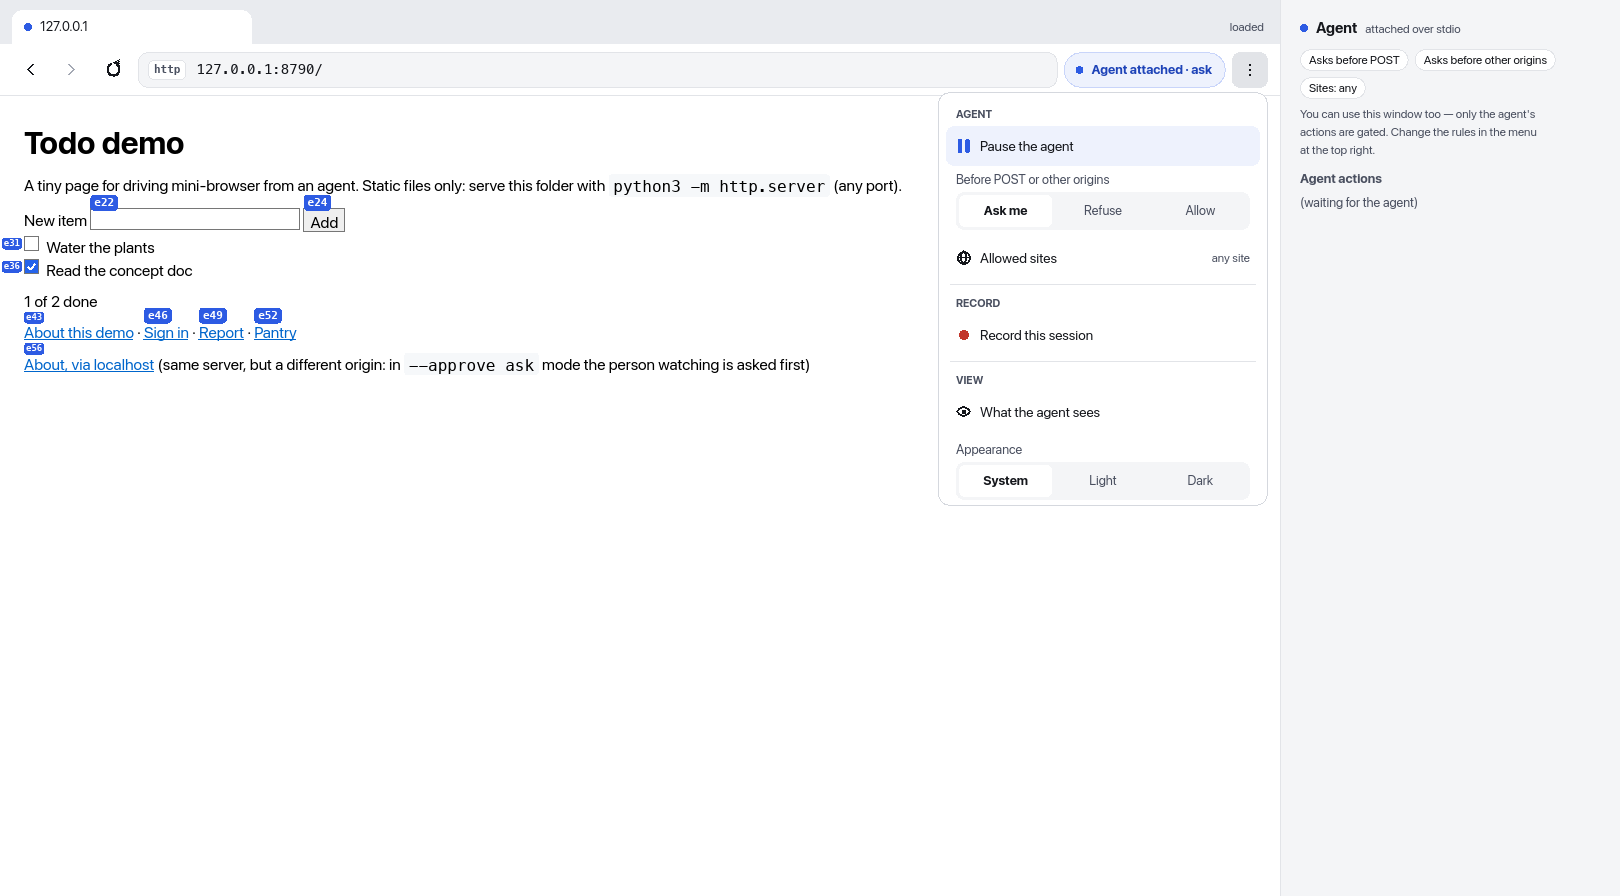 127.0.0.1
loaded
http 127.0.0.1:8790/
Agent attached · ask
Todo demo
A tiny page for driving mini-browser from an agent. Static files only: serve this folder with python3 -m http.server (any port).
e22 e24
New item Add
e31 Water the plants
e36 Read the concept doc
1 of 2 done
e43 e46 e49 e52
About this demo · Sign in · Report · Pantry
e56
About, via localhost (same server, but a different origin: in --approve ask mode the person watching is asked first)
AGENT
Pause the agent
Before POST or other origins
Ask me Refuse Allow
Allowed sites any site
RECORD
Record this session
VIEW
What the agent sees
Appearance
System Light Dark
Agent attached over stdio
Asks before POST Asks before other origins
Sites: any
You can use this window too — only the agent's
actions are gated. Change the rules in the menu
at the top right.
Agent actions
(waiting for the agent)